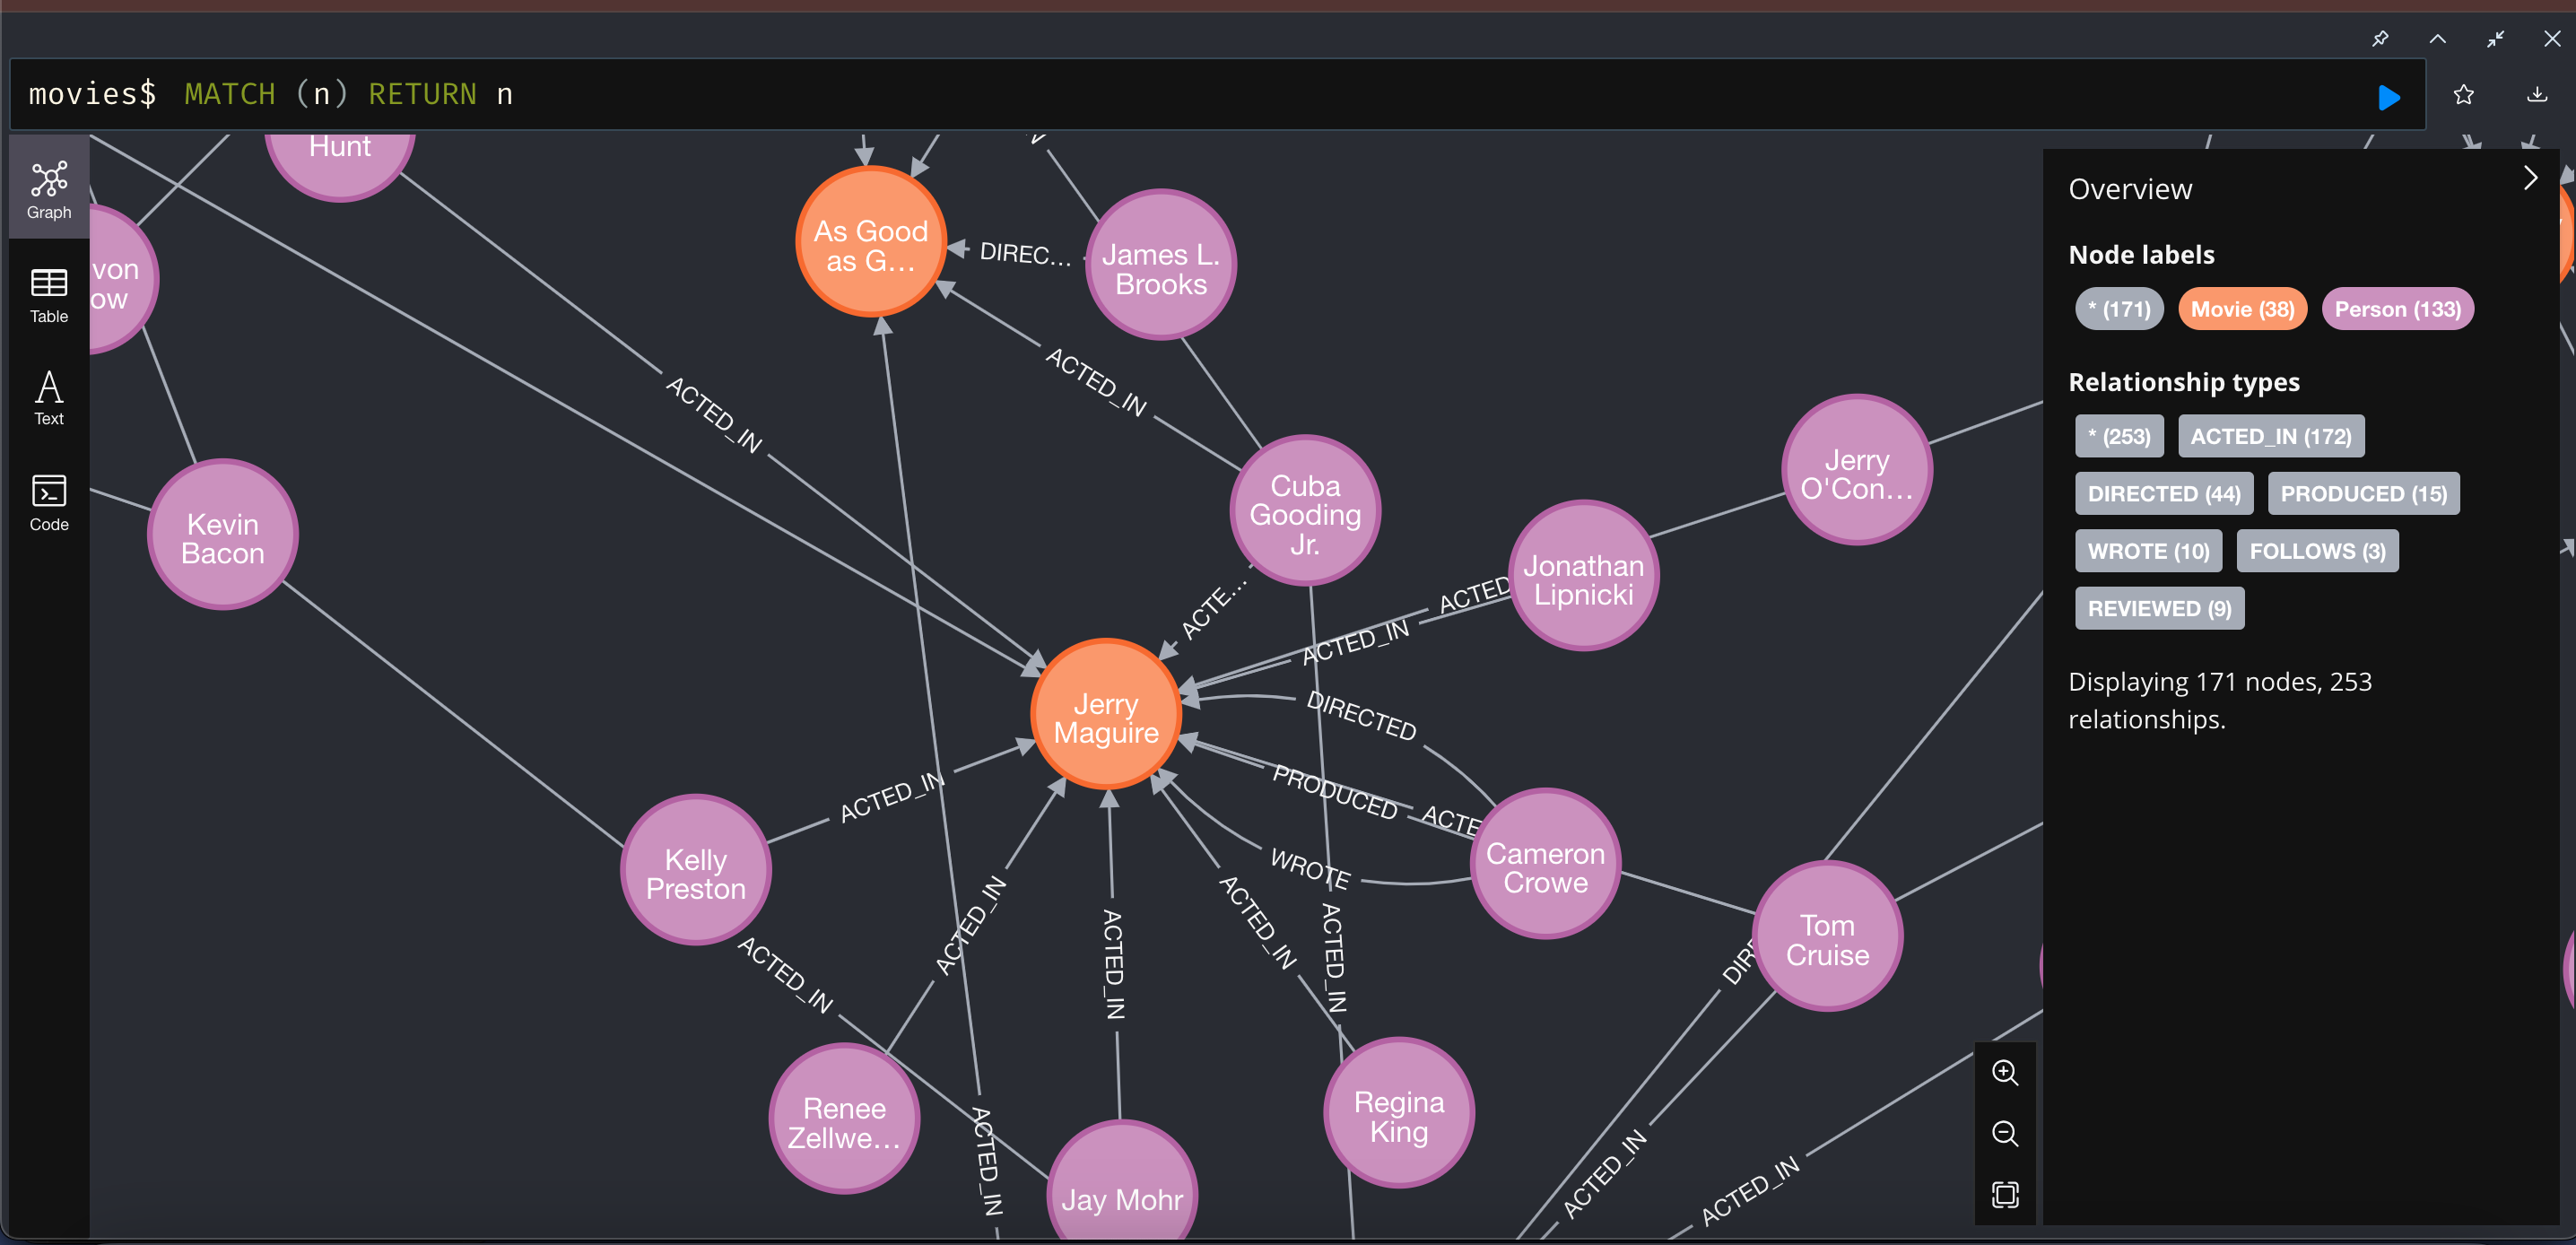 movies$ MATCH (n) RETURN n
Graph
Table
Text
Code
Hunt
von
ow
As Good
as G...
DIREC...
James L.
Brooks
ACTED_IN
ACTED_IN
Kevin
Bacon
Cuba
Gooding
Jr.
ACTE...
Jerry
O'Con...
Jonathan
Lipnicki
ACTED
ACTED_IN
Jerry
Maguire
DIRECTED
PRODUCED
ACTE
WROTE
Cameron
Crowe
ACTED_IN
Kelly
Preston
ACTED_IN
ACTED_IN
ACTED_IN
ACTED_IN
ACTED_IN
Tom
Cruise
DIRE
Renee
Zellwe...
ACTED_IN
Jay Mohr
Regina
King
ACTED_IN
ACTED_IN
Overview
Node labels
* (171) Movie (38) Person (133)
Relationship types
* (253) ACTED_IN (172)
DIRECTED (44) PRODUCED (15)
WROTE (10) FOLLOWS (3)
REVIEWED (9)
Displaying 171 nodes, 253
relationships.